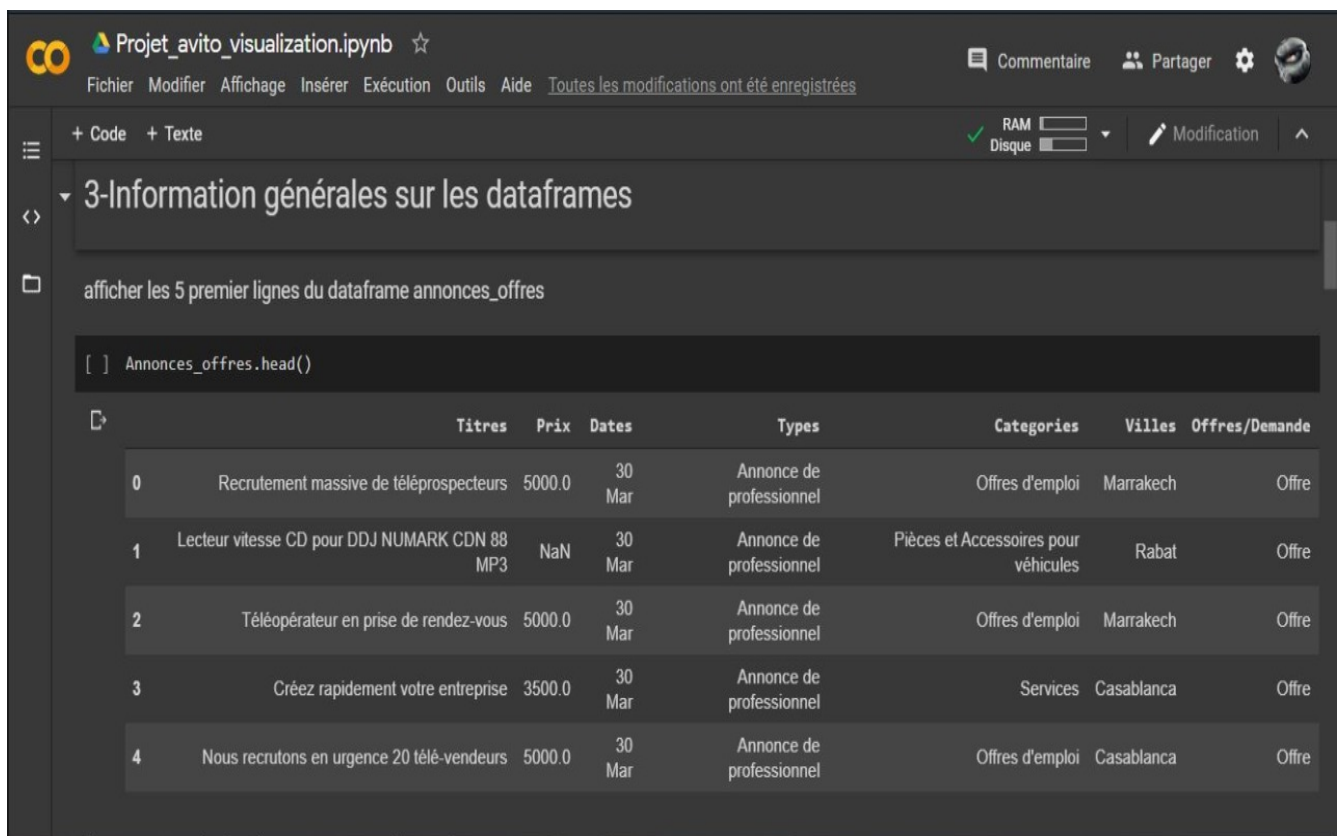 Projet_avito_visualization.ipynb
Commentaire
Partager
Fichier Modifier Affichage Insérer Exécution Outils Aide Toutes les modifications ont été enregistrées
+ Code + Texte
RAM
Disque
Modification
3-Information générales sur les dataframes
afficher les 5 premier lignes du dataframe annonces_offres
[ ] Annonces_offres.head()
Titres Prix Dates Types Categories Villes Offres/Demande
0 Recrutement massive de téléprospecteurs 5000.0 30 Mar Annonce de professionnel Offres d'emploi Marrakech Offre
1 Lecteur vitesse CD pour DDJ NUMARK CDN 88 MP3 NaN 30 Mar Annonce de professionnel Pièces et Accessoires pour véhicules Rabat Offre
2 Téléopérateur en prise de rendez-vous 5000.0 30 Mar Annonce de professionnel Offres d'emploi Marrakech Offre
3 Créez rapidement votre entreprise 3500.0 30 Mar Annonce de professionnel Services Casablanca Offre
4 Nous recrutons en urgence 20 télé-vendeurs 5000.0 30 Mar Annonce de professionnel Offres d'emploi Casablanca Offre